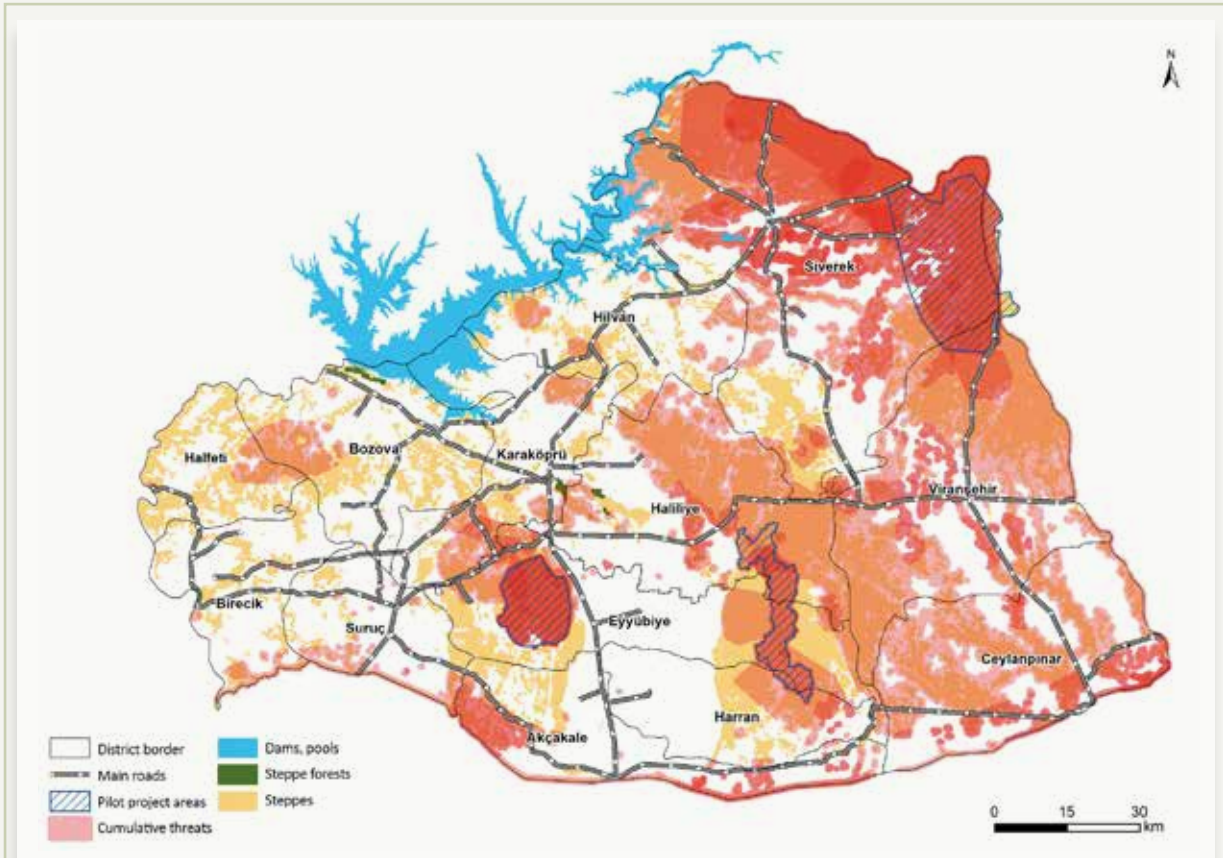 N
Siverek
Hilvan
Halfeti
Bozova
Karaköprü
Haliliye
Viranşehir
Birecik
Suruç
Eyyübiye
Ceylanpınar
Harran
Akçakale
District border
Main roads
Pilot project areas
Cumulative threats
Dams, pools
Steppe forests
Steppes
0 15 30
km